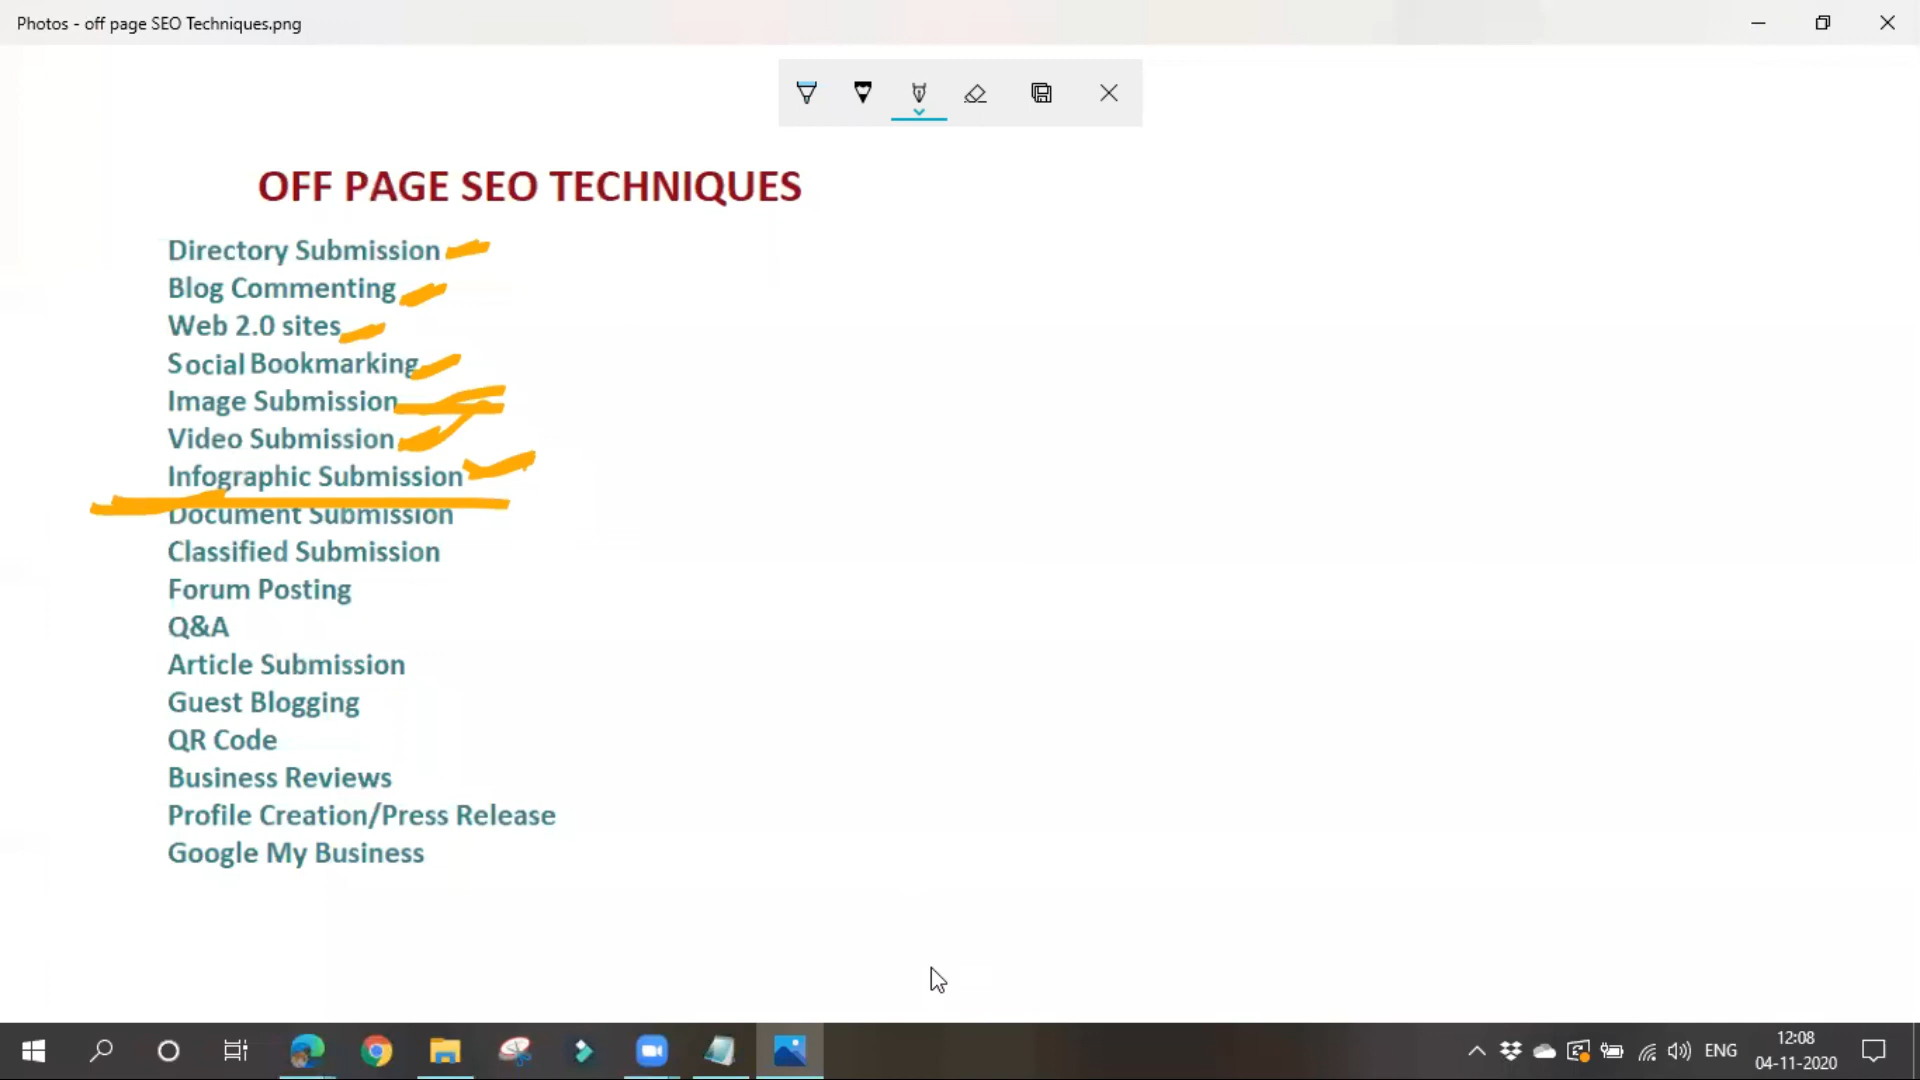 Photos - off page SEO Techniques.png
OFF PAGE SEO TECHNIQUES
Directory Submission
Blog Commenting
Web 2.0 sites
Social Bookmarking
Image Submission
Video Submission
Infographic Submission
Document Submission
Classified Submission
Forum Posting
Q&A
Article Submission
Guest Blogging
QR Code
Business Reviews
Profile Creation/Press Release
Google My Business
ENG
12:08
04-11-2020